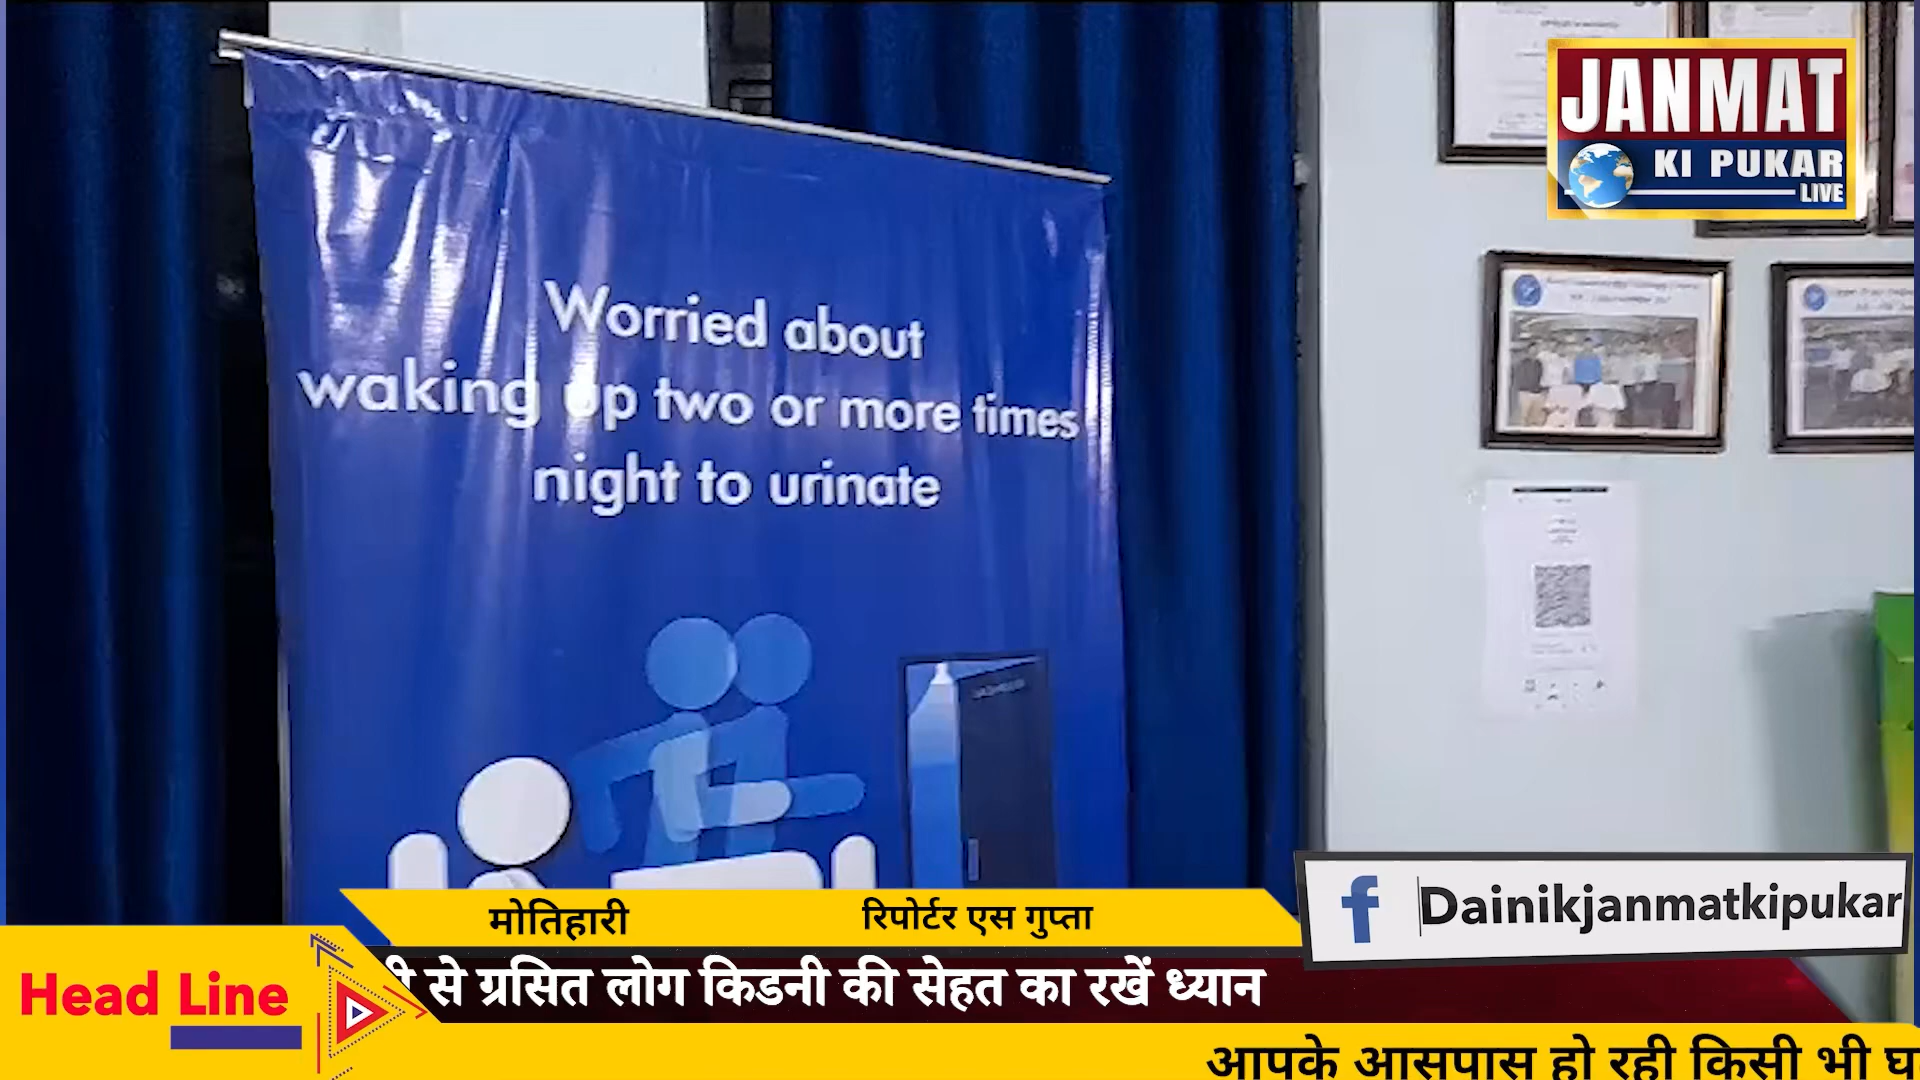 JANMAT
KI PUKAR
LIVE
Worried about
waking up two or more times
night to urinate
Dainikjanmatkipukar
मोतिहारी
रिपोर्टर एस गुप्ता
Head Line
से ग्रसित लोग किडनी की सेहत का रखें ध्यान
आपके आसपास हो रही किसी भी